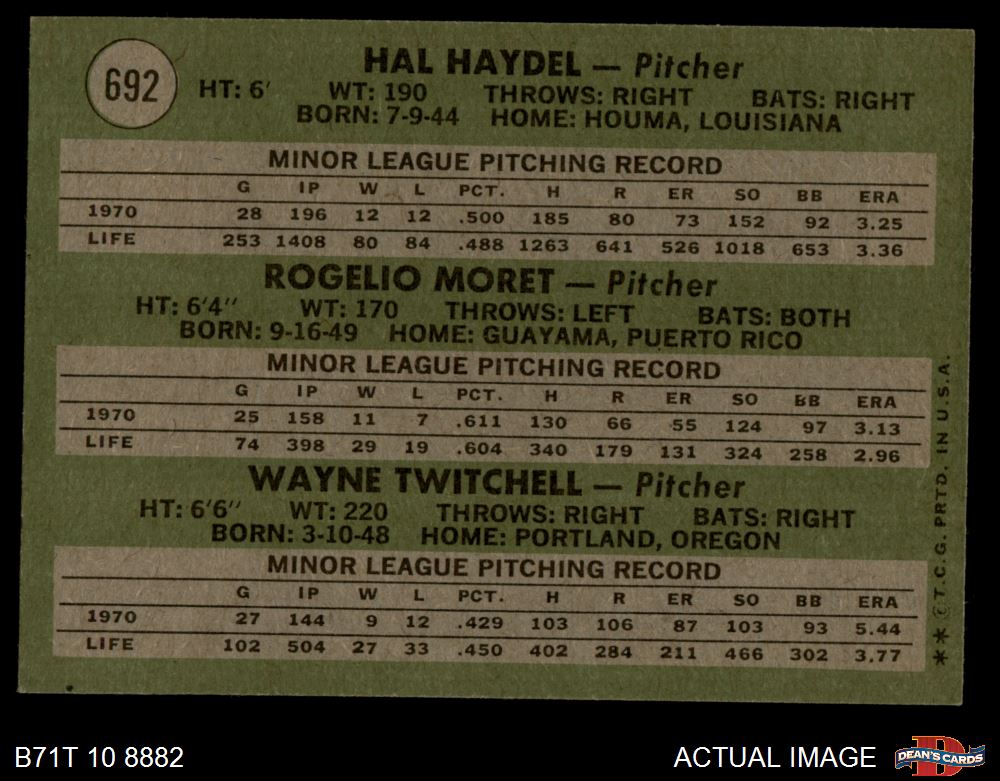 692
HAL HAYDEL — Pitcher
HT: 6' WT: 190 THROWS: RIGHT BATS: RIGHT
BORN: 7-9-44 HOME: HOUMA, LOUISIANA
MINOR LEAGUE PITCHING RECORD
G IP W L PCT. H R ER SO BB ERA
1970 28 196 12 12 .500 185 80 73 152 92 3.25
LIFE 253 1408 80 84 .488 1263 641 526 1018 653 3.36
ROGELIO MORET — Pitcher
HT: 6'4" WT: 170 THROWS: LEFT BATS: BOTH
BORN: 9-16-49 HOME: GUAYAMA, PUERTO RICO
MINOR LEAGUE PITCHING RECORD
G IP W L PCT. H R ER SO BB ERA
1970 25 158 11 7 .611 130 66 55 124 97 3.13
LIFE 74 398 29 19 .604 340 179 131 324 258 2.96
WAYNE TWITCHELL — Pitcher
HT: 6'6" WT: 220 THROWS: RIGHT BATS: RIGHT
BORN: 3-10-48 HOME: PORTLAND, OREGON
MINOR LEAGUE PITCHING RECORD
G IP W L PCT. H R ER SO BB ERA
1970 27 144 9 12 .429 103 106 87 103 93 5.44
LIFE 102 504 27 33 .450 402 284 211 466 302 3.77
** © T.C.G. PRTD. IN U.S.A.
B71T 10 8882
ACTUAL IMAGE
D
DEAN'S CARDS